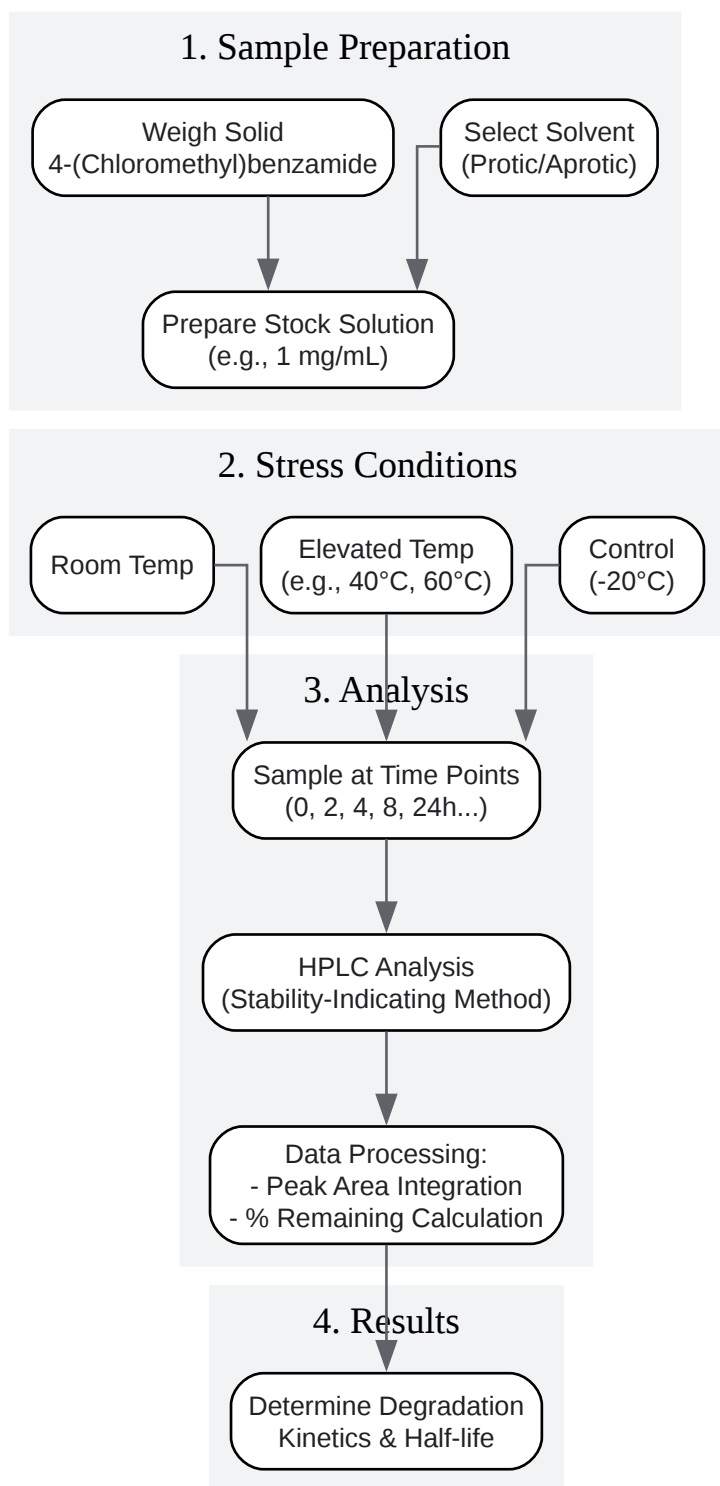 1. Sample Preparation
Weigh Solid
4-(Chloromethyl)benzamide
Select Solvent
(Protic/Aprotic)
Prepare Stock Solution
(e.g., 1 mg/mL)
2. Stress Conditions
Room Temp
Elevated Temp
(e.g., 40°C, 60°C)
Control
(-20°C)
3. Analysis
Sample at Time Points
(0, 2, 4, 8, 24h...)
HPLC Analysis
(Stability-Indicating Method)
Data Processing:
- Peak Area Integration
- % Remaining Calculation
4. Results
Determine Degradation
Kinetics & Half-life